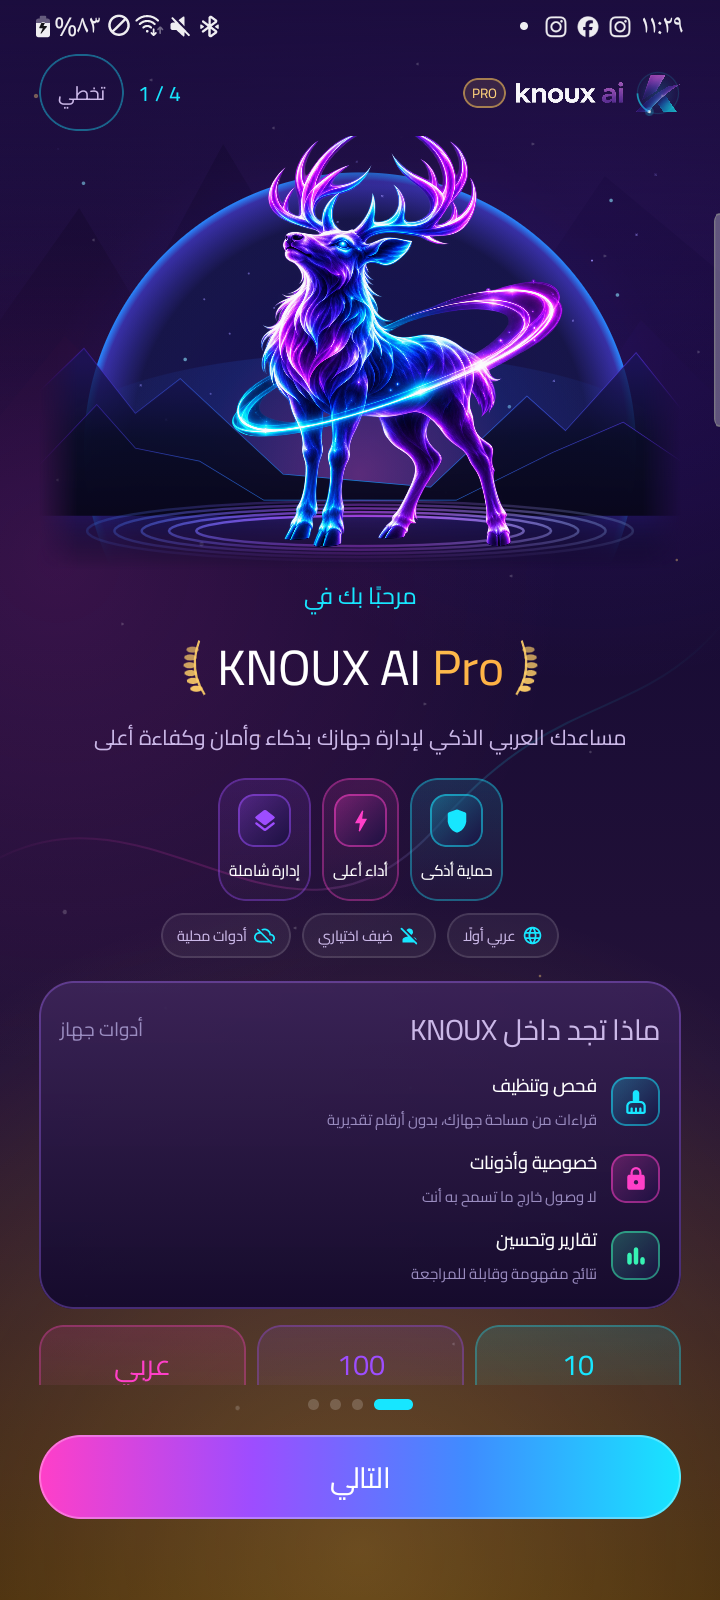 ١١:٢٩
%٨٣
knoux ai PRO
1 / 4
تخطي
مرحبًا بك في
KNOUX AI Pro
مساعدك العربي الذكي لإدارة جهازك بذكاء وأمان وكفاءة أعلى
حماية أذكى
أداء أعلى
إدارة شاملة
عربي أولًا
ضيف اختياري
أدوات محلية
ماذا تجد داخل KNOUX
أدوات جهاز
فحص وتنظيف
قراءات من مساحة جهازك، بدون أرقام تقديرية
خصوصية وأذونات
لا وصول خارج ما تسمح به أنت
تقارير وتحسين
نتائج مفهومة وقابلة للمراجعة
10
100
عربي
التالي